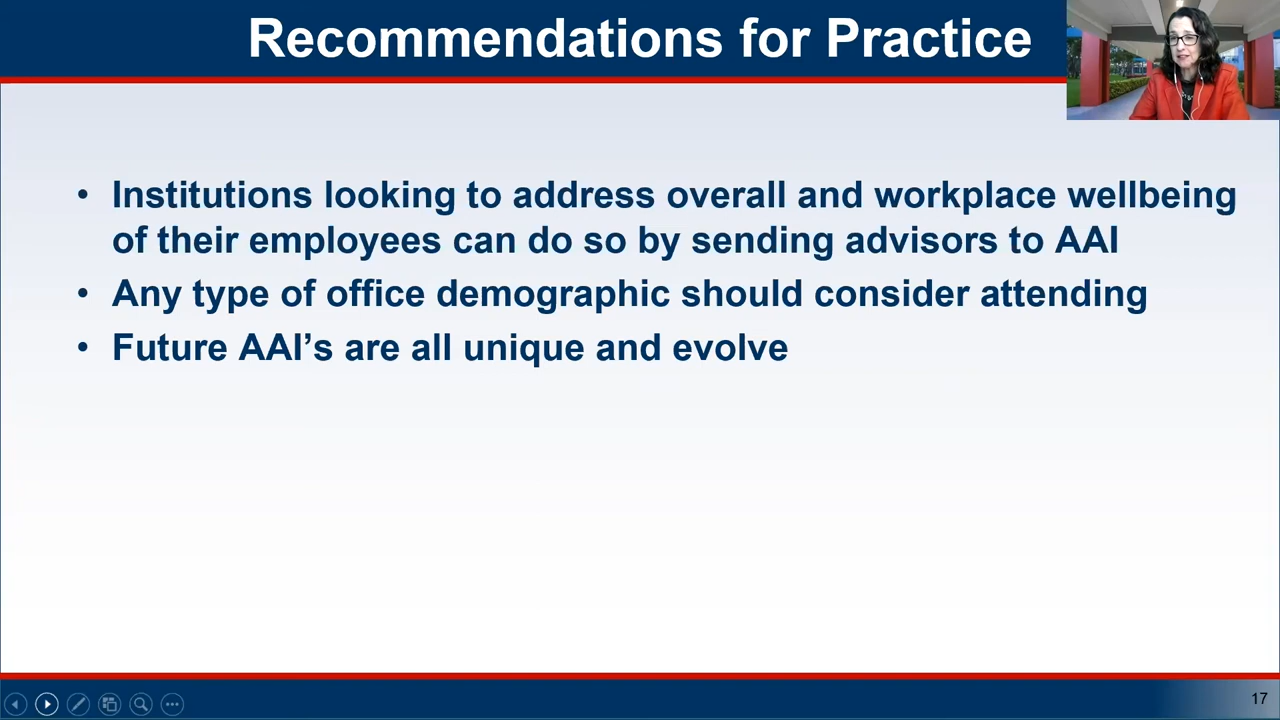 Recommendations for Practice
• Institutions looking to address overall and workplace wellbeing
of their employees can do so by sending advisors to AAI
• Any type of office demographic should consider attending
• Future AAI’s are all unique and evolve
17